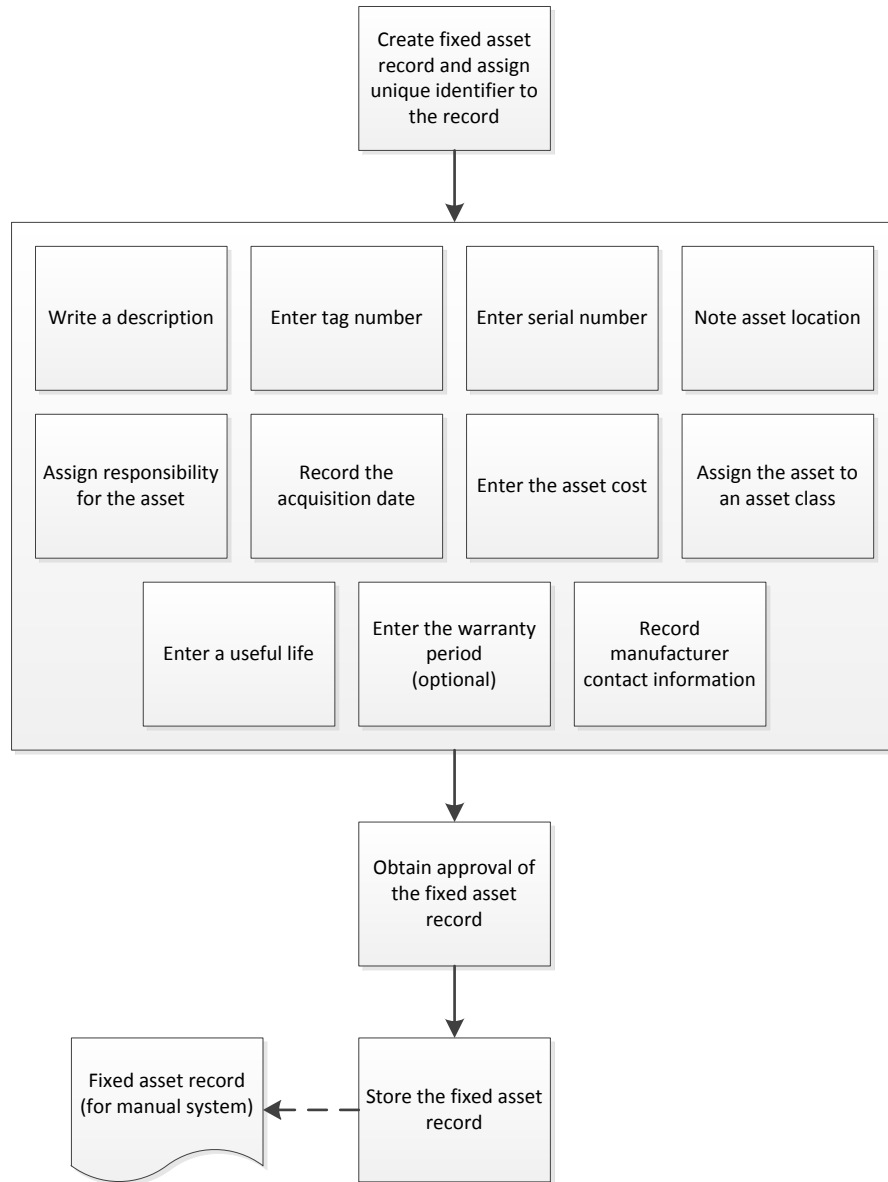 Create fixed asset
record and assign
unique identifier to
the record
Write a description
Enter tag number
Enter serial number
Note asset location
Assign responsibility
for the asset
Record the
acquisition date
Enter the asset cost
Assign the asset to
an asset class
Enter a useful life
Enter the warranty
period
(optional)
Record
manufacturer
contact information
Obtain approval of
the fixed asset
record
Fixed asset record
(for manual system)
Store the fixed asset
record